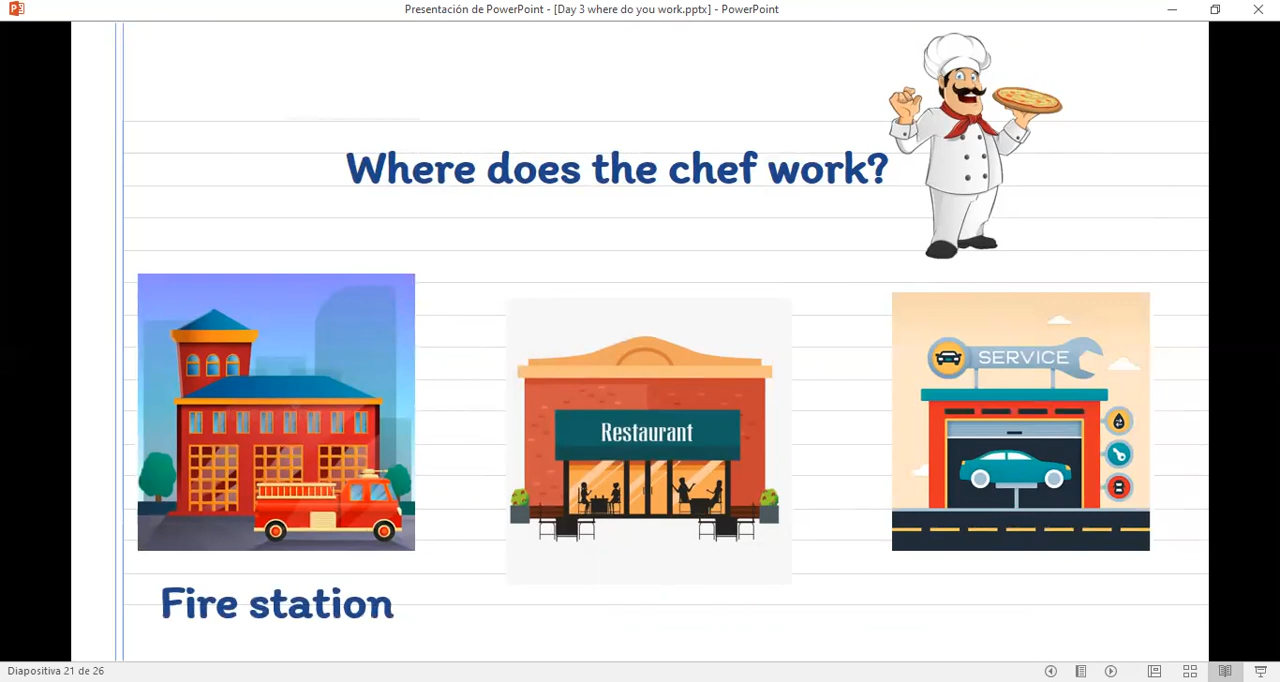 Presentación de PowerPoint - [Day 3 where do you work.pptx] - PowerPoint
Where does the chef work?
SERVICE
Restaurant
Fire station
Diapositiva 21 de 26